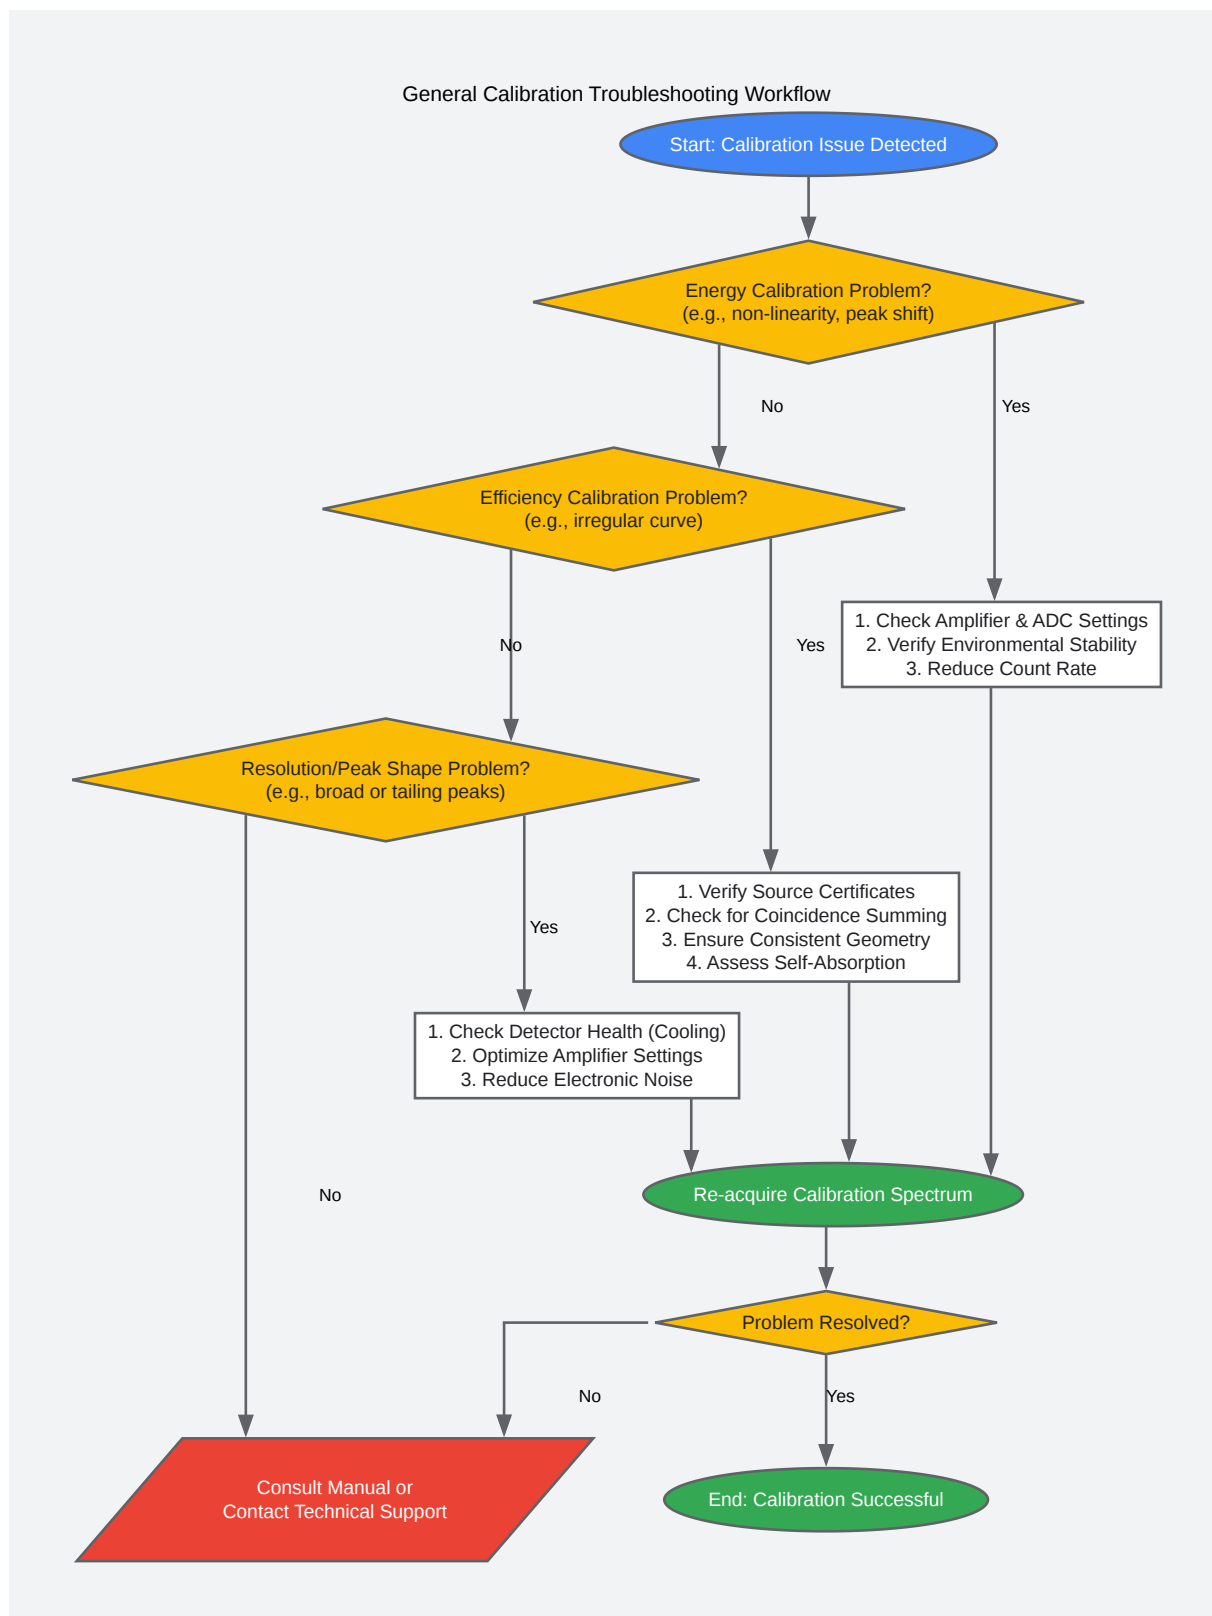 General Calibration Troubleshooting Workflow
Start: Calibration Issue Detected
Energy Calibration Problem?
(e.g., non-linearity, peak shift)
No
Yes
Efficiency Calibration Problem?
(e.g., irregular curve)
No
Yes
1. Check Amplifier & ADC Settings
2. Verify Environmental Stability
3. Reduce Count Rate
Resolution/Peak Shape Problem?
(e.g., broad or tailing peaks)
Yes
1. Verify Source Certificates
2. Check for Coincidence Summing
3. Ensure Consistent Geometry
4. Assess Self-Absorption
1. Check Detector Health (Cooling)
2. Optimize Amplifier Settings
3. Reduce Electronic Noise
No
Re-acquire Calibration Spectrum
Problem Resolved?
No
Yes
Consult Manual or
Contact Technical Support
End: Calibration Successful